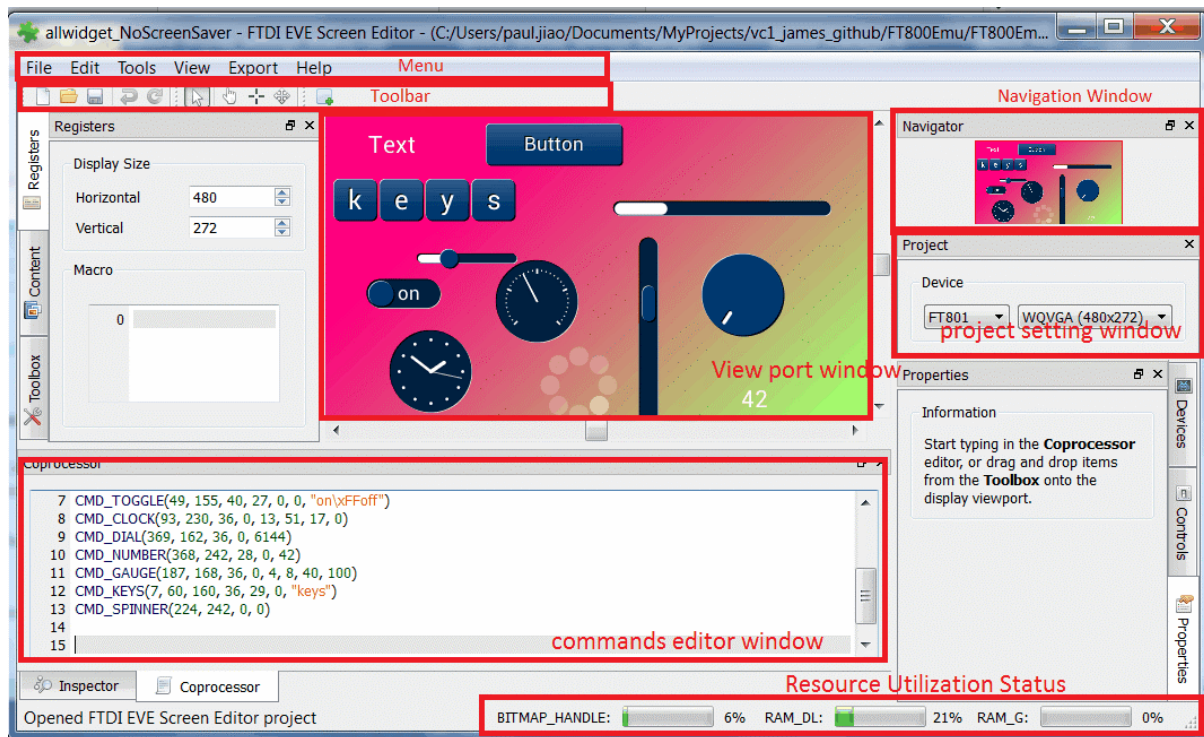 allwidget_NoScreenSaver - FTDI EVE Screen Editor - (C:/Users/paul.jiao/Documents/MyProjects/vc1_james_github/FT800Emu/FT800Em...
File Edit Tools View Export Help
Menu
Toolbar
Navigation Window
Registers
Content
Toolbox
Registers
Display Size
Horizontal 480
Vertical 272
Macro
0
Text
Button
k e y s
on
42
View port window
Navigator
Text
Button
k e y s
Project
Device
FT801
WQVGA (480x272)
project setting window
Properties
Information
Start typing in the Coprocessor
editor, or drag and drop items
from the Toolbox onto the
display viewport.
Devices
Controls
Properties
Coprocessor
7 CMD_TOGGLE(49, 155, 40, 27, 0, 0, "on\xFFoff")
8 CMD_CLOCK(93, 230, 36, 0, 13, 51, 17, 0)
9 CMD_DIAL(369, 162, 36, 0, 6144)
10 CMD_NUMBER(368, 242, 28, 0, 42)
11 CMD_GAUGE(187, 168, 36, 0, 4, 8, 40, 100)
12 CMD_KEYS(7, 60, 160, 36, 29, 0, "keys")
13 CMD_SPINNER(224, 242, 0, 0)
14
15
commands editor window
Inspector
Coprocessor
Resource Utilization Status
Opened FTDI EVE Screen Editor project
BITMAP_HANDLE: 6% RAM_DL: 21% RAM_G: 0%